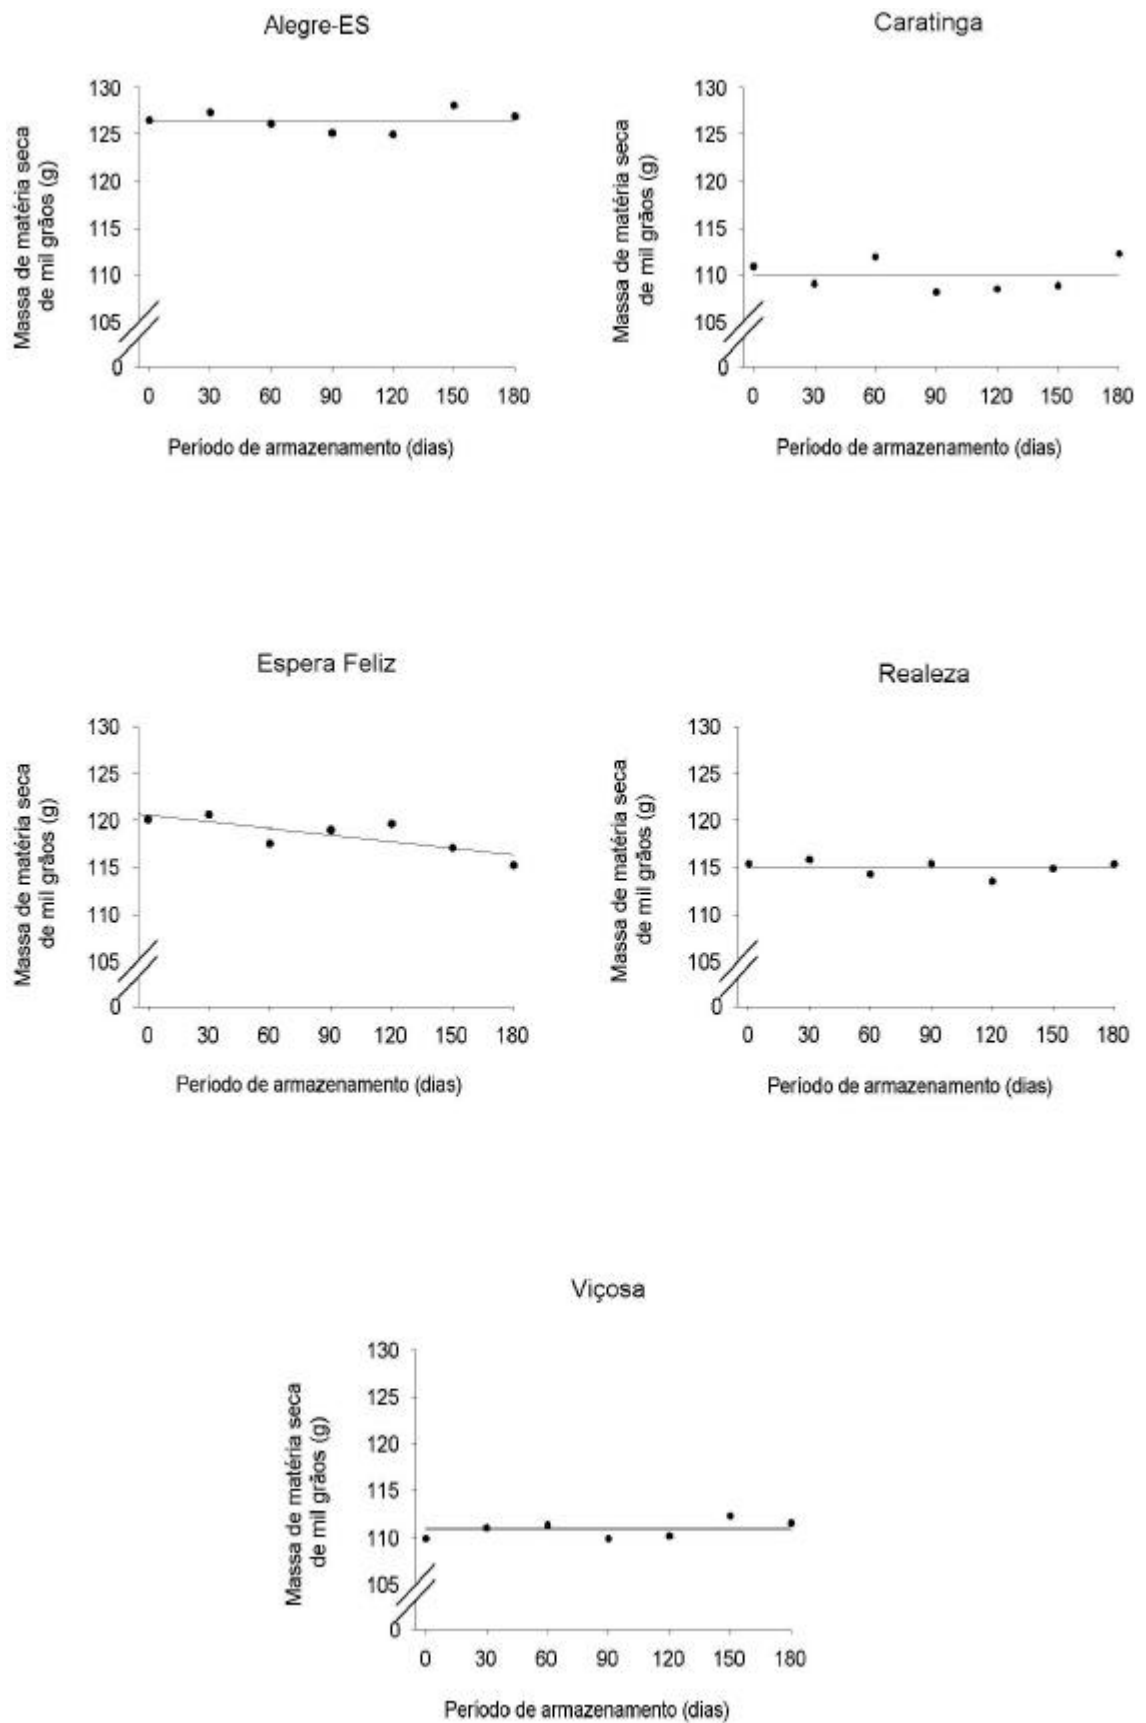 Alegre-ES
Massa de matéria seca
de mil grãos (g)
130
125
120
115
110
105
0
0 30 60 90 120 150 180
Período de armazenamento (dias)
Caratinga
Massa de matéria seca
de mil grãos (g)
130
125
120
115
110
105
0
0 30 60 90 120 150 180
Período de armazenamento (dias)
Espera Feliz
Massa de matéria seca
de mil grãos (g)
130
125
120
115
110
105
0
0 30 60 90 120 150 180
Período de armazenamento (dias)
Realeza
Massa de matéria seca
de mil grãos (g)
130
125
120
115
110
105
0
0 30 60 90 120 150 180
Período de armazenamento (dias)
Viçosa
Massa de matéria seca
de mil grãos (g)
130
125
120
115
110
105
0
0 30 60 90 120 150 180
Período de armazenamento (dias)